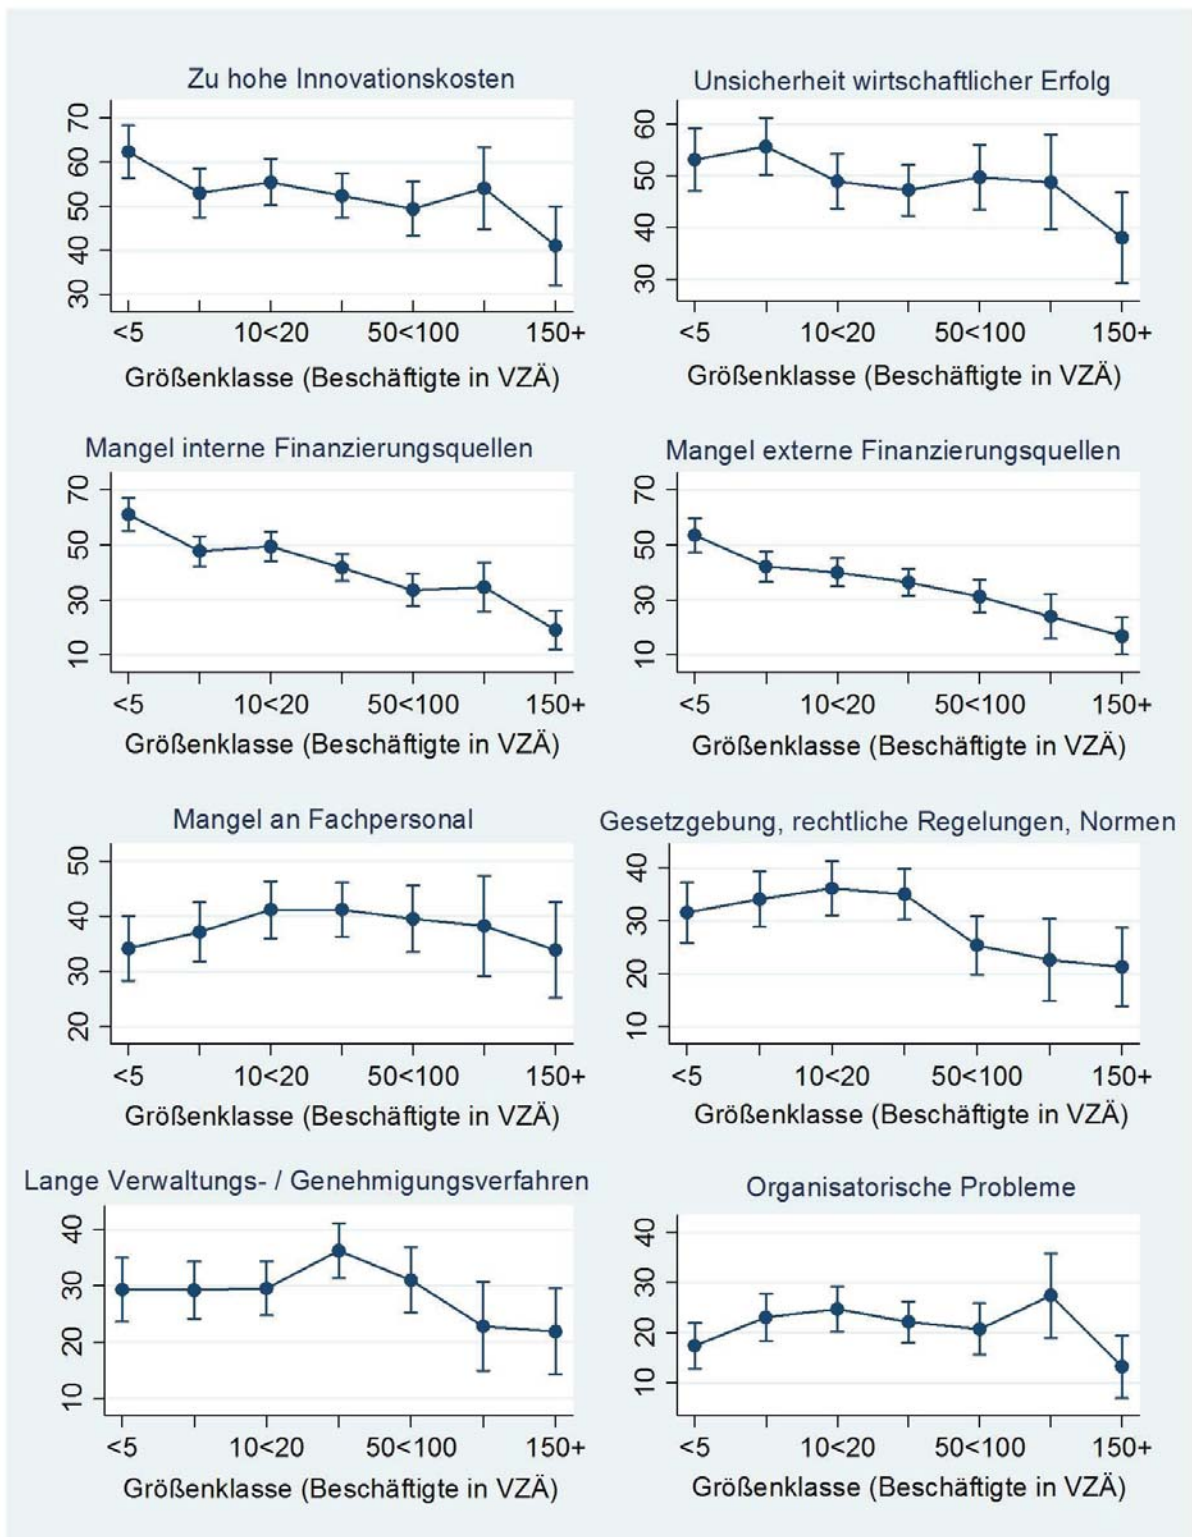 Zu hohe Innovationskosten
70
60
50
40
30
<5 10<20 50<100 150+
Größenklasse (Beschäftigte in VZÄ)
Unsicherheit wirtschaftlicher Erfolg
60
50
40
30
<5 10<20 50<100 150+
Größenklasse (Beschäftigte in VZÄ)
Mangel interne Finanzierungsquellen
70
50
30
10
<5 10<20 50<100 150+
Größenklasse (Beschäftigte in VZÄ)
Mangel externe Finanzierungsquellen
70
50
30
10
<5 10<20 50<100 150+
Größenklasse (Beschäftigte in VZÄ)
Mangel an Fachpersonal
50
40
30
20
<5 10<20 50<100 150+
Größenklasse (Beschäftigte in VZÄ)
Gesetzgebung, rechtliche Regelungen, Normen
40
30
20
10
<5 10<20 50<100 150+
Größenklasse (Beschäftigte in VZÄ)
Lange Verwaltungs- / Genehmigungsverfahren
40
30
20
10
<5 10<20 50<100 150+
Größenklasse (Beschäftigte in VZÄ)
Organisatorische Probleme
40
30
20
10
<5 10<20 50<100 150+
Größenklasse (Beschäftigte in VZÄ)